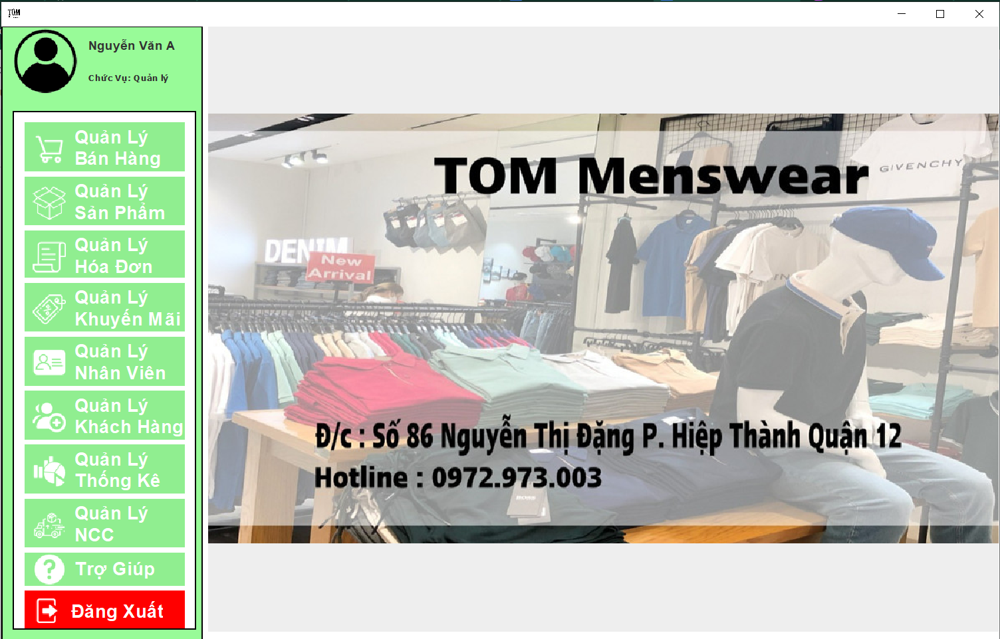 TOM
Nguyễn Văn A
Chức Vụ: Quản lý
Quản Lý
Bán Hàng
Quản Lý
Sản Phẩm
Quản Lý
Hóa Đơn
Quản Lý
Khuyến Mãi
Quản Lý
Nhân Viên
Quản Lý
Khách Hàng
Quản Lý
Thống Kê
Quản Lý
NCC
Trợ Giúp
Đăng Xuất
TOM Menswear
GIVENCHY
DENIM
New
Arrival
Đ/c : Số 86 Nguyễn Thị Đặng P. Hiệp Thành Quận 12
Hotline : 0972.973.003
BOSS